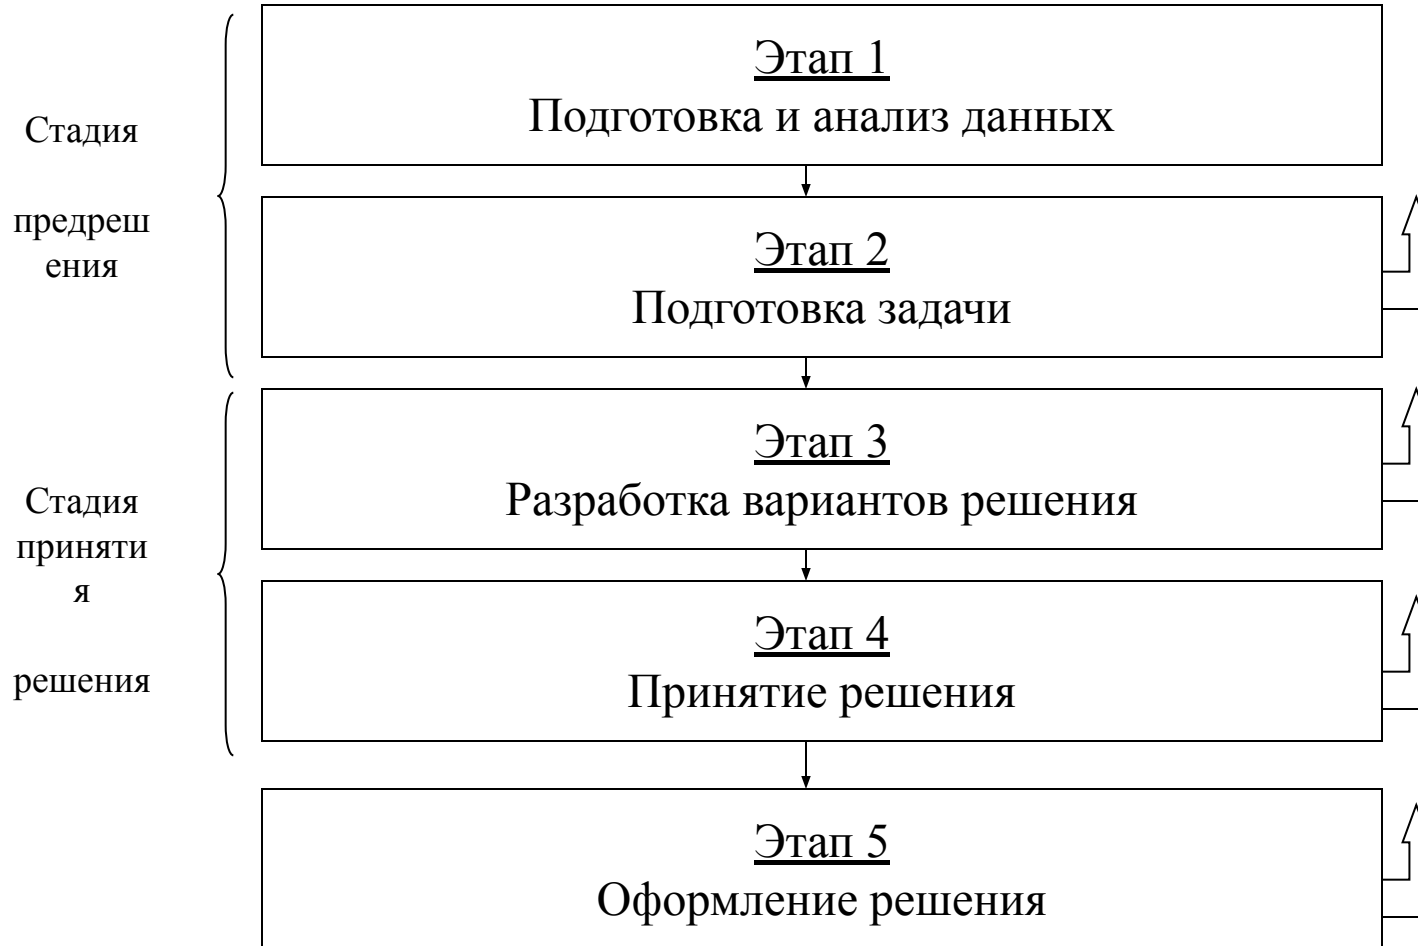 Этап 1
Подготовка и анализ данных
Стадия
предреш
ения
Этап 2
Подготовка задачи
Этап 3
Разработка вариантов решения
Стадия
приняти
я
решения
Этап 4
Принятие решения
Этап 5
Оформление решения